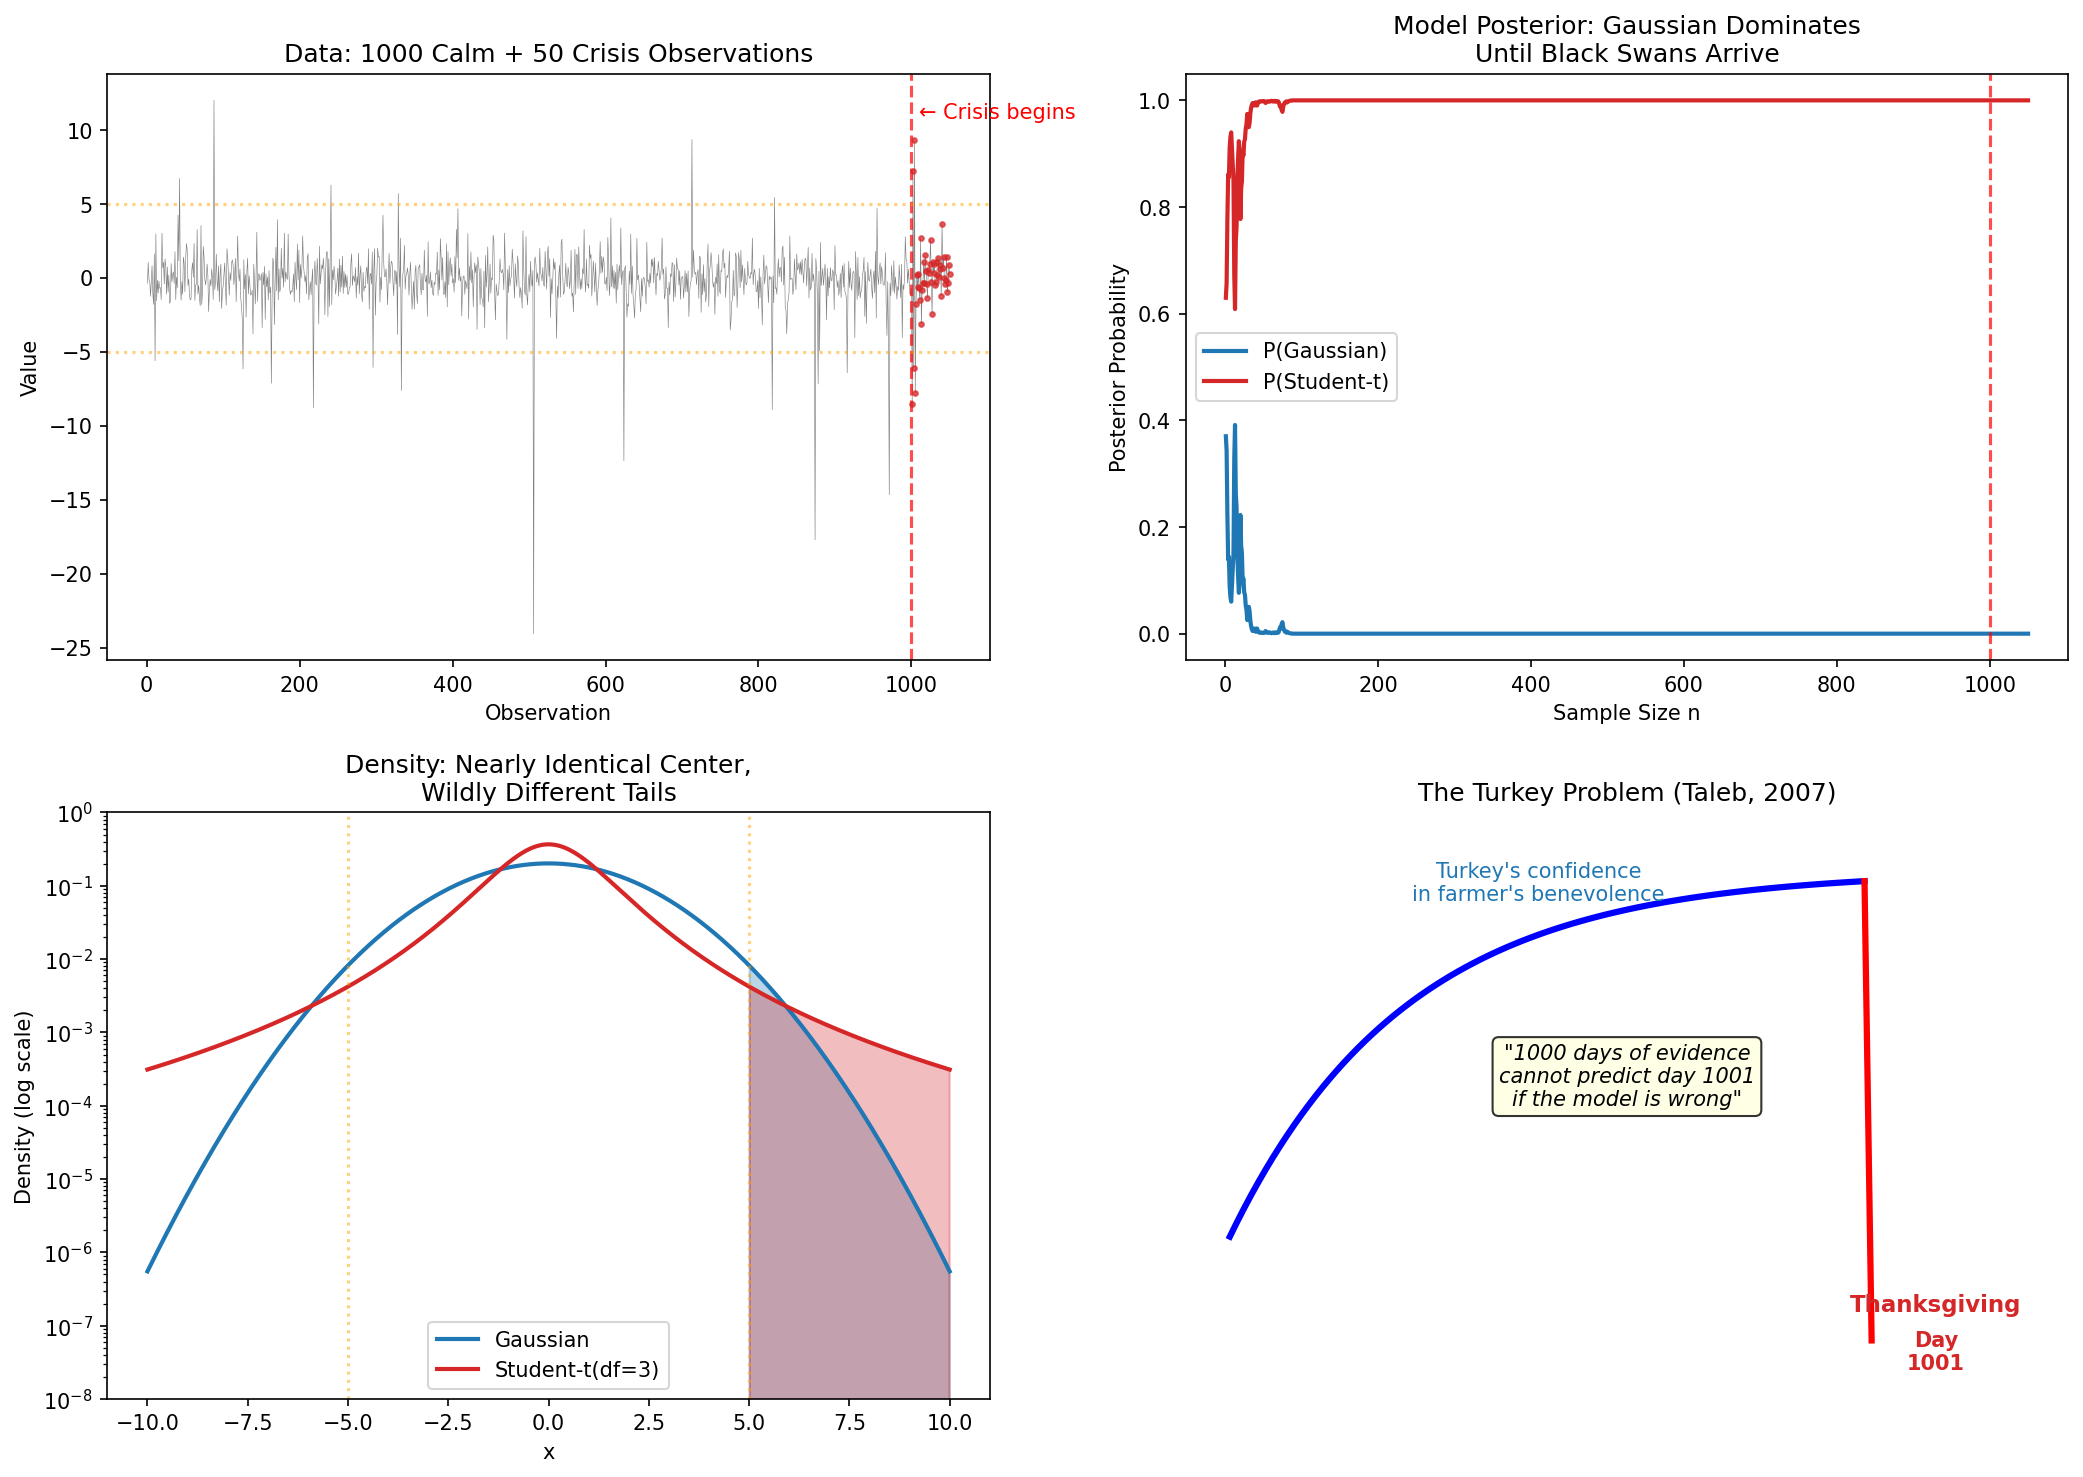 Data: 1000 Calm + 50 Crisis Observations
← Crisis begins
10
5
0
−5
−10
−15
−20
−25
Value
0
200
400
600
800
1000
Observation
Model Posterior: Gaussian Dominates
Until Black Swans Arrive
1.0
0.8
0.6
0.4
0.2
0.0
Posterior Probability
P(Gaussian)
P(Student-t)
0
200
400
600
800
1000
Sample Size n
Density: Nearly Identical Center,
Wildly Different Tails
10⁰
10⁻¹
10⁻²
10⁻³
10⁻⁴
10⁻⁵
10⁻⁶
10⁻⁷
10⁻⁸
Density (log scale)
Gaussian
Student-t(df=3)
−10.0
−7.5
−5.0
−2.5
0.0
2.5
5.0
7.5
10.0
x
The Turkey Problem (Taleb, 2007)
Turkey's confidence
in farmer's benevolence
"1000 days of evidence
cannot predict day 1001
if the model is wrong"
Thanksgiving
Day
1001